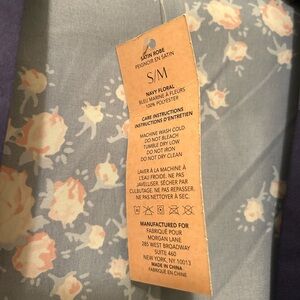 SATIN ROBE
PEIGNOIR EN SATIN
S/M
NAVY FLORAL
BLEU MARINE À FLEURS
100% POLYESTER
CARE INSTRUCTIONS
INSTRUCTIONS D'ENTRETIEN
MACHINE WASH COLD
DO NOT BLEACH
TUMBLE DRY LOW
DO NOT IRON
DO NOT DRY CLEAN
LAVER À LA MACHINE À
L'EAU FROIDE. NE PAS
JAVELLISER. SÉCHER PAR
CULBUTAGE. NE PAS REPASSER.
NE PAS NETTOYER À SEC.
MANUFACTURED FOR
FABRIQUÉ POUR
MORGAN LANE
285 WEST BROADWAY
SUITE 460
NEW YORK, NY 10013
MADE IN CHINA
FABRIQUÉ EN CHINE